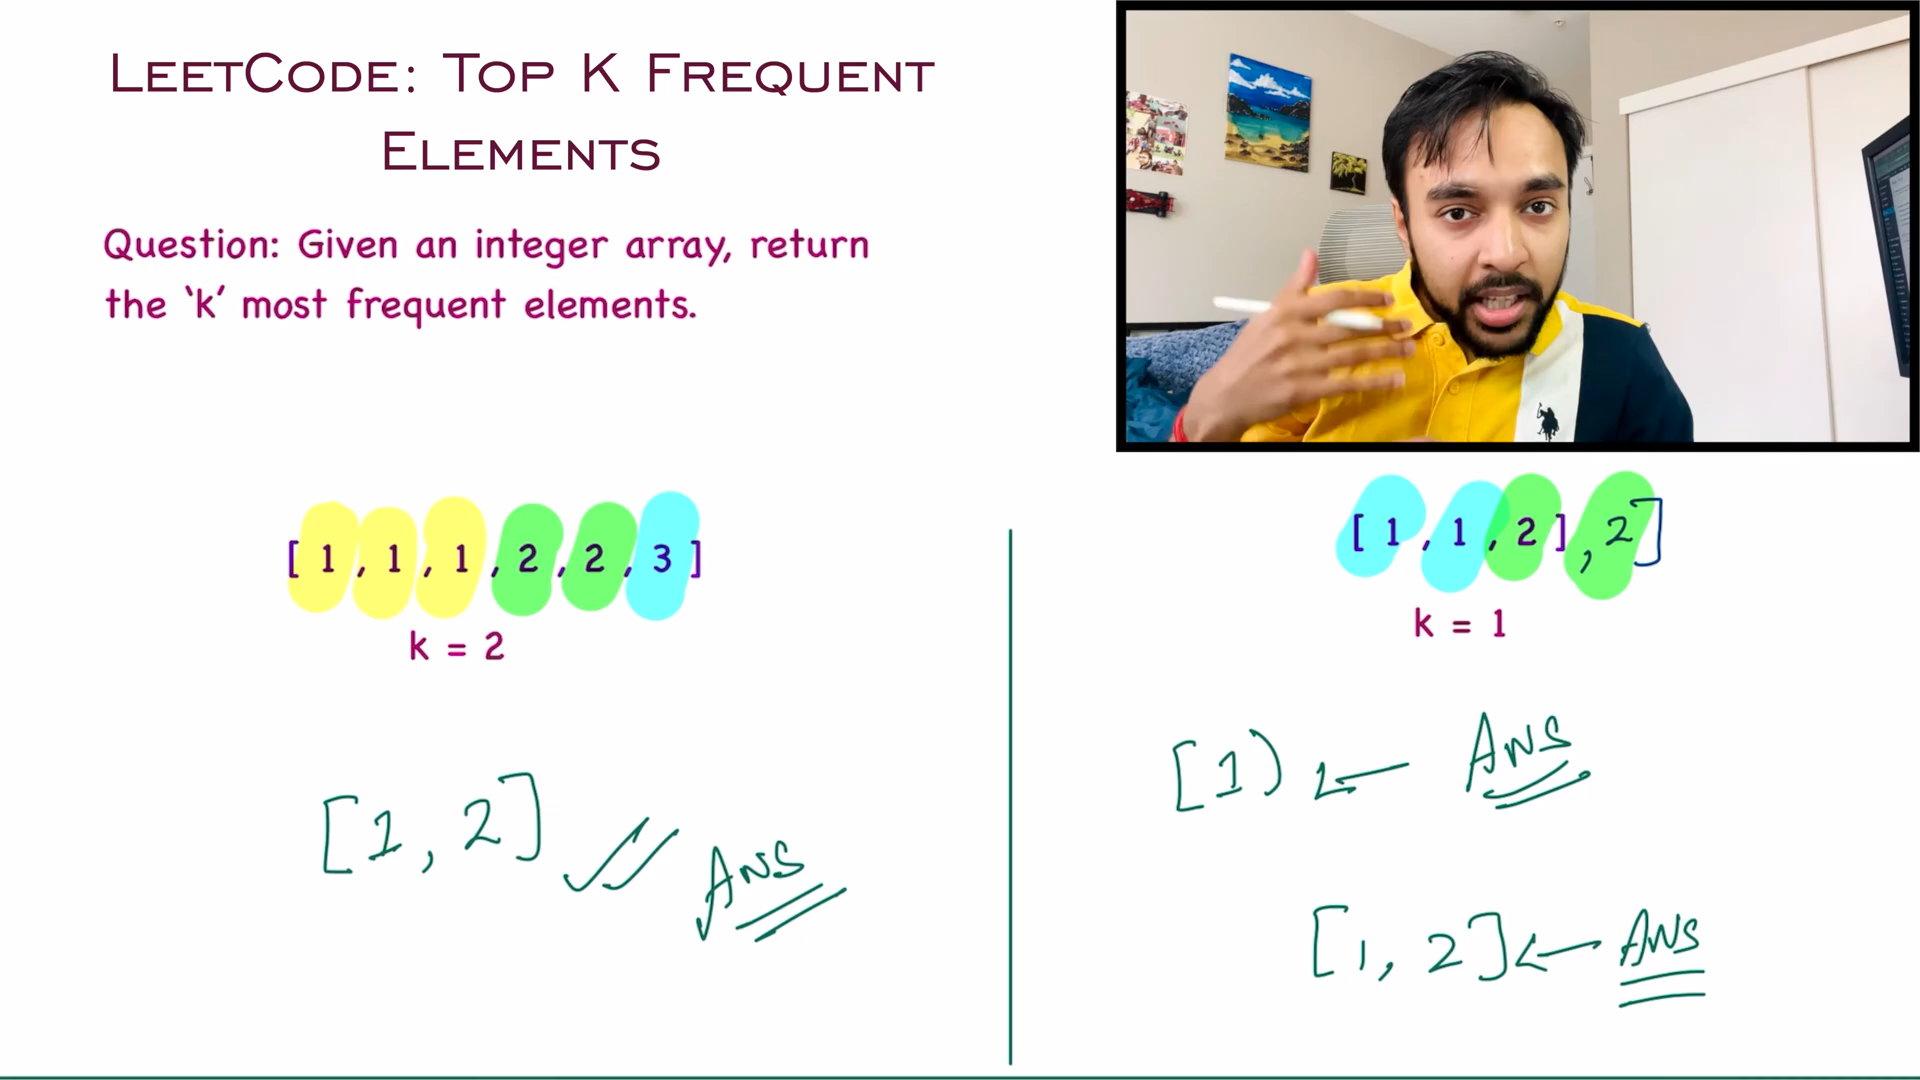 LEETCODE: TOP K FREQUENT
ELEMENTS
Question: Given an integer array, return
the ‘k’ most frequent elements.
[ 1 , 1 , 1 , 2 , 2 , 3 ]
k = 2
[1, 2]
Ans
[ 1 , 1 , 2 ] , 2]
k = 1
[1) ← Ans
[1, 2] ← Ans